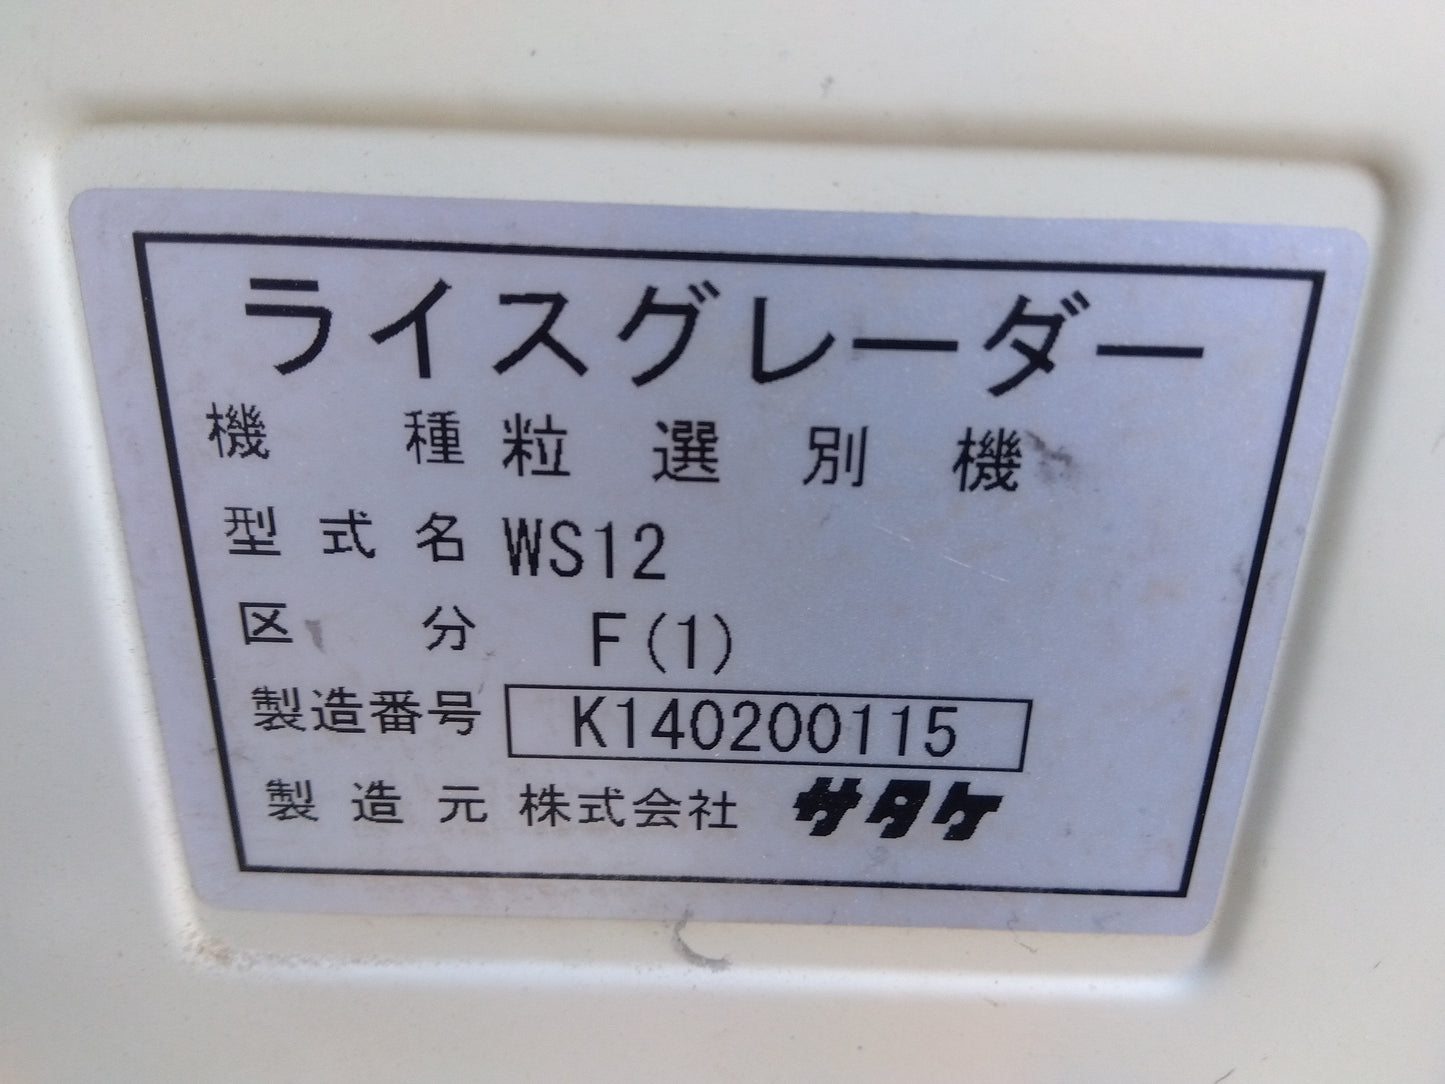 ライスグレーダー
機種 粒選別機
型式名 WS12
区分 F(1)
製造番号 K140200115
製造元 株式会社 サタケ